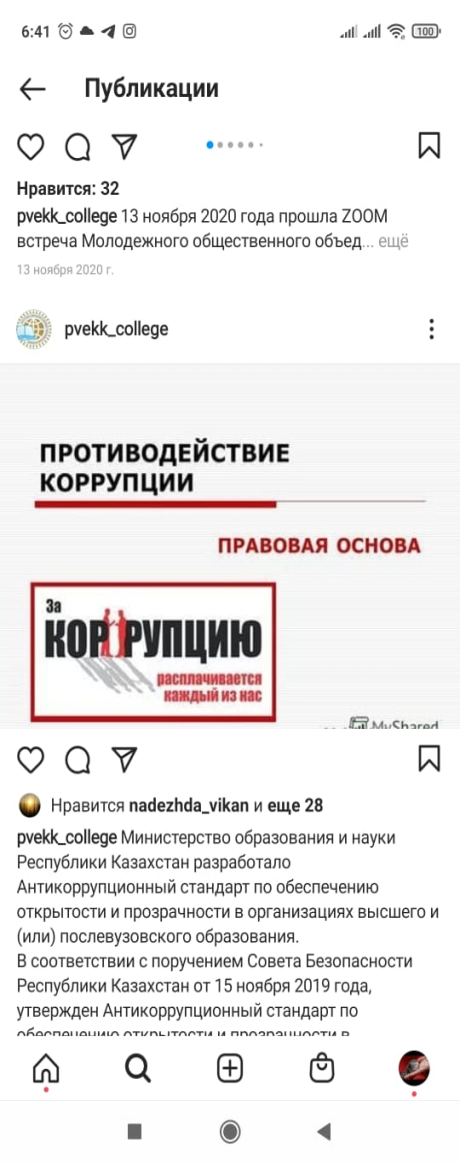 6:41
100
Публикации
Нравится: 32
pvekk_college 13 ноября 2020 года прошла ZOOM
встреча Молодежного общественного объед... ещё
13 ноября 2020 г.
pvekk_college
ПРОТИВОДЕЙСТВИЕ
КОРРУПЦИИ
ПРАВОВАЯ ОСНОВА
За
КОРРУПЦИЮ
расплачивается
каждый из нас
MyShared
Нравится nadezhda_vikan и еще 28
pvekk_college Министерство образования и науки
Республики Казахстан разработало
Антикоррупционный стандарт по обеспечению
открытости и прозрачности в организациях высшего и
(или) послевузовского образования.
В соответствии с поручением Совета Безопасности
Республики Казахстан от 15 ноября 2019 года,
утвержден Антикоррупционный стандарт по
обеспечению открытости и прозрачности в